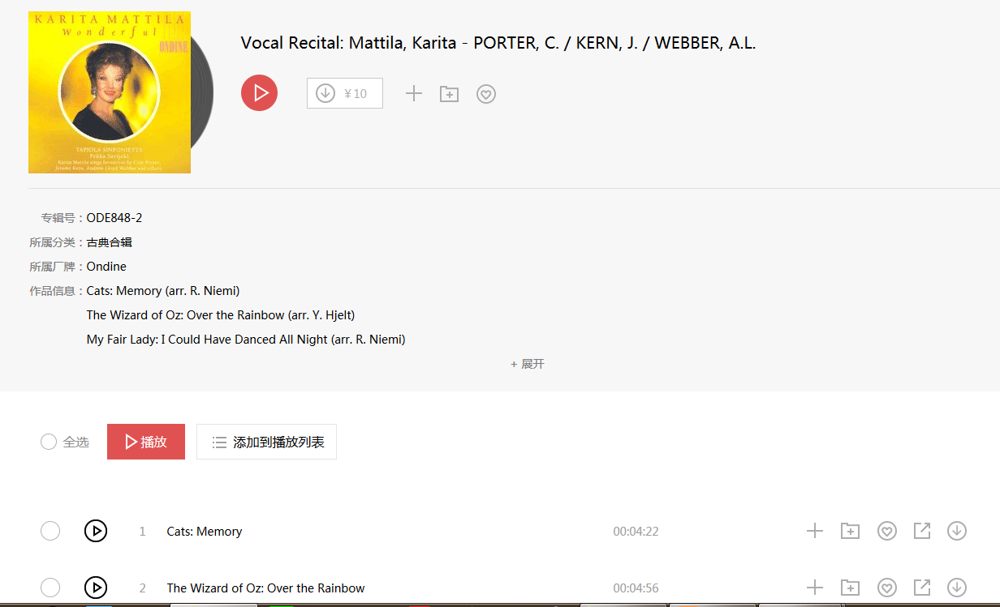 KARITA MATTILA
Wonderful
ONDINE
TAPIOLA SINFONIETTA
Pekka Savijoki
Karita Mattila sings favourites by Cole Porter,
Jerome Kern, Andrew Lloyd Webber and others
Vocal Recital: Mattila, Karita - PORTER, C. / KERN, J. / WEBBER, A.L.
¥10
专辑号：ODE848-2
所属分类：古典合辑
所属厂牌：Ondine
作品信息：Cats: Memory (arr. R. Niemi)
The Wizard of Oz: Over the Rainbow (arr. Y. Hjelt)
My Fair Lady: I Could Have Danced All Night (arr. R. Niemi)
+ 展开
全选 播放 添加到播放列表
1 Cats: Memory 00:04:22
2 The Wizard of Oz: Over the Rainbow 00:04:56